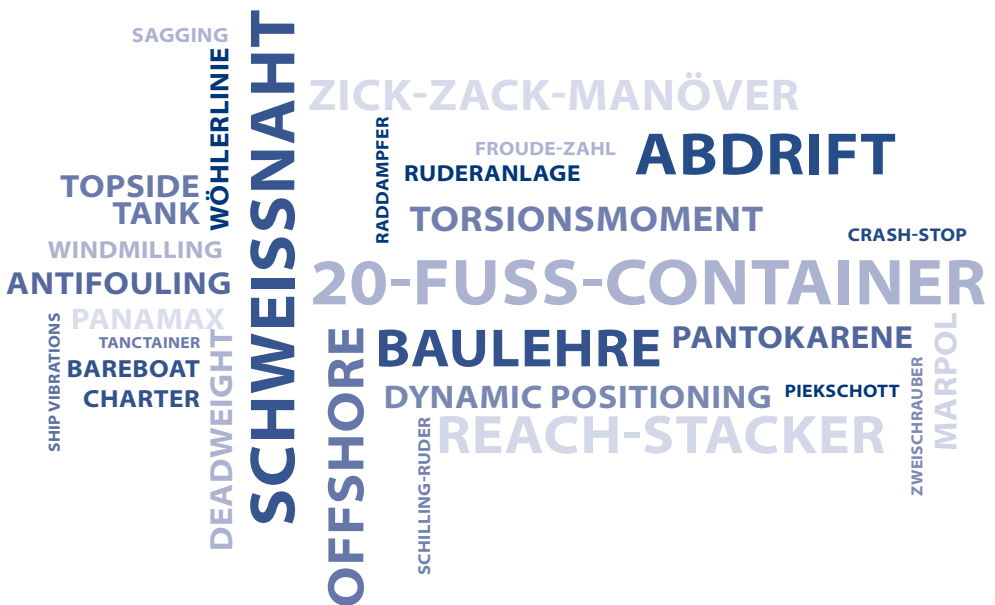 SAGGING
WÖHLERLINIE
SCHWEISSNAHT
ZICK-ZACK-MANÖVER
RADDAMPFER
FROUDE-ZAHL
ABDRIFT
RUDERANLAGE
TOPSIDE
TANK
TORSIONSMOMENT
CRASH-STOP
WINDMILLING
ANTIFOULING
20-FUSS-CONTAINER
PANAMAX
TANCTAINER
BAREBOAT
CHARTER
SHIP VIBRATIONS
DEADWEIGHT
OFFSHORE
BAULEHRE
PANTOKARENE
MARPOL
DYNAMIC POSITIONING
PIEKSCHOTT
ZWEISCHRAUBER
REACH-STACKER
SCHILLING-RUDER